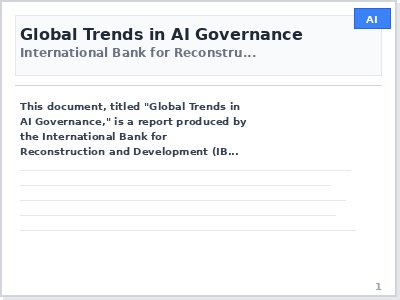 AI
Global Trends in AI Governance
International Bank for Reconstru...
This document, titled "Global Trends in
AI Governance," is a report produced by
the International Bank for
Reconstruction and Development (IB...
1